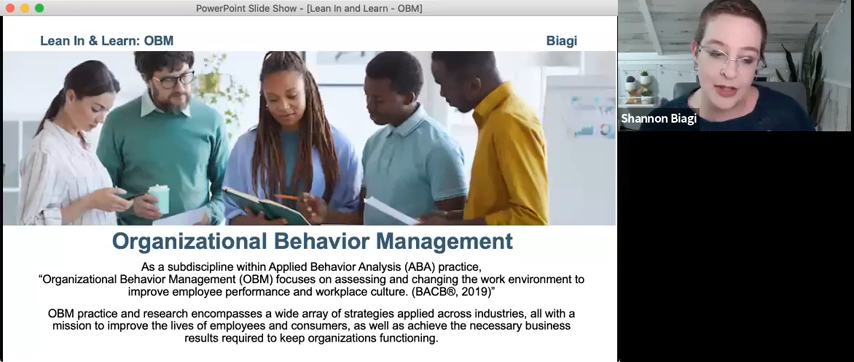 PowerPoint Slide Show - [Lean In and Learn - OBM]
Lean In & Learn: OBM
Biagi
Shannon Biagi
Organizational Behavior Management
As a subdiscipline within Applied Behavior Analysis (ABA) practice,
“Organizational Behavior Management (OBM) focuses on assessing and changing the work environment to
improve employee performance and workplace culture. (BACB®, 2019)”
OBM practice and research encompasses a wide array of strategies applied across industries, all with a
mission to improve the lives of employees and consumers, as well as achieve the necessary business
results required to keep organizations functioning.